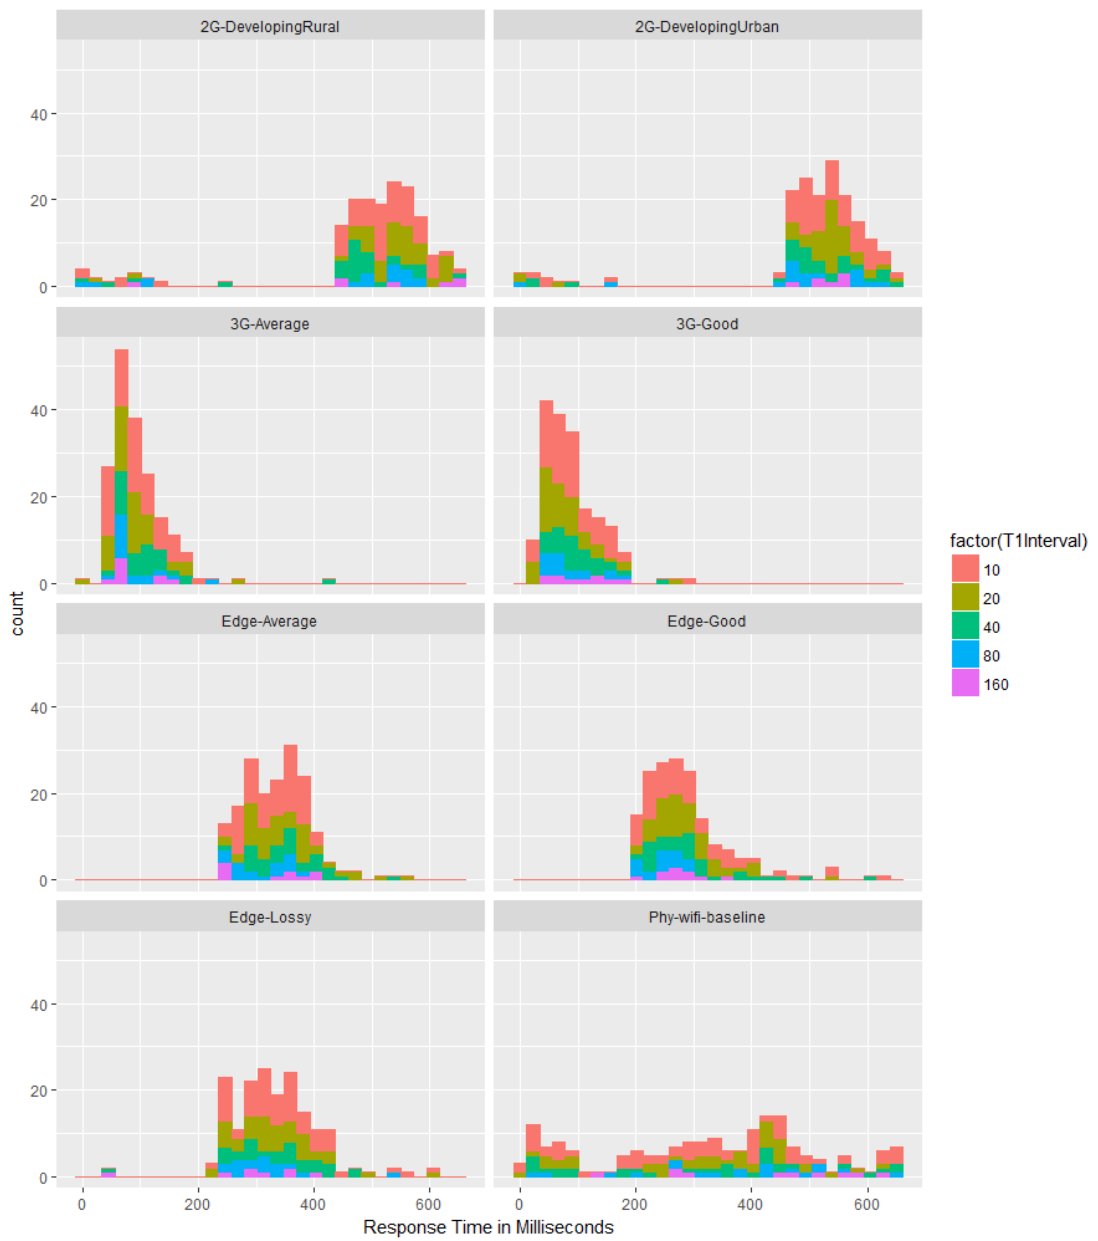 2G-DevelopingRural 2G-DevelopingUrban
40
20
0
3G-Average 3G-Good
40
20
0
Edge-Average Edge-Good
40
20
0
Edge-Lossy Phy-wifi-baseline
40
20
0
0 200 400 600 0 200 400 600
Response Time in Milliseconds
count
factor(T1Interval)
10
20
40
80
160